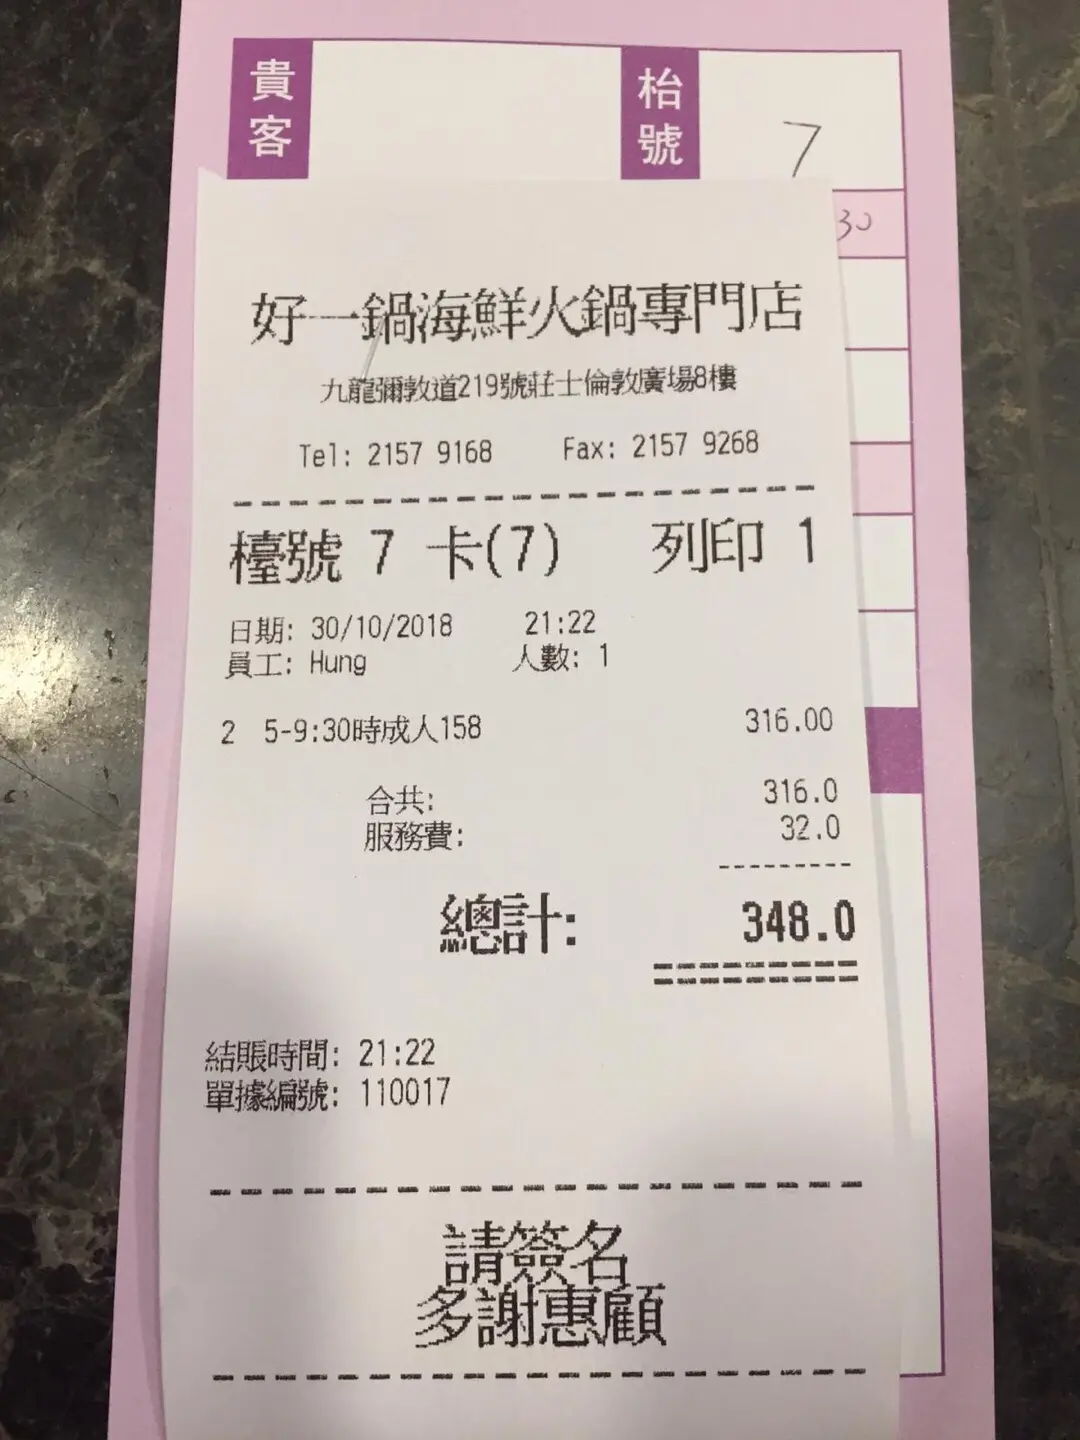 貴客
枱號
7
30
好一鍋海鮮火鍋專門店
九龍彌敦道219號莊士倫敦廣場8樓
Tel: 2157 9168 Fax: 2157 9268
檯號 7 卡(7) 列印 1
日期: 30/10/2018 21:22
員工: Hung 人數: 1
2 5-9:30時成人158 316.00
合共: 316.0
服務費: 32.0
總計: 348.0
結賬時間: 21:22
單據編號: 110017
請簽名
多謝惠顧